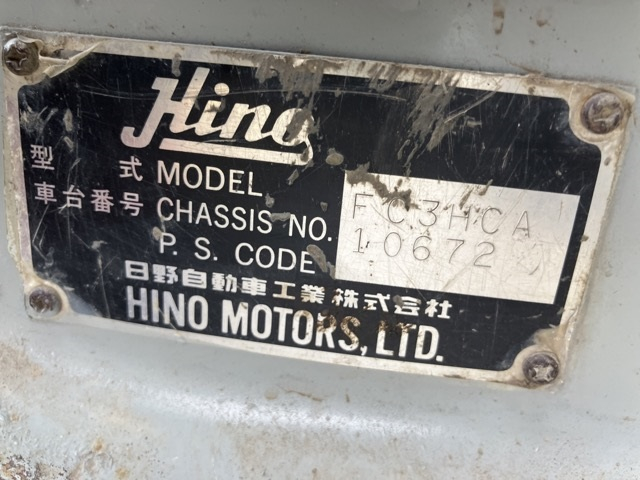 Hino
型式 MODEL FC3HCA
車台番号 CHASSIS NO. 10672
P. S. CODE
日野自動車工業株式会社
HINO MOTORS, LTD.